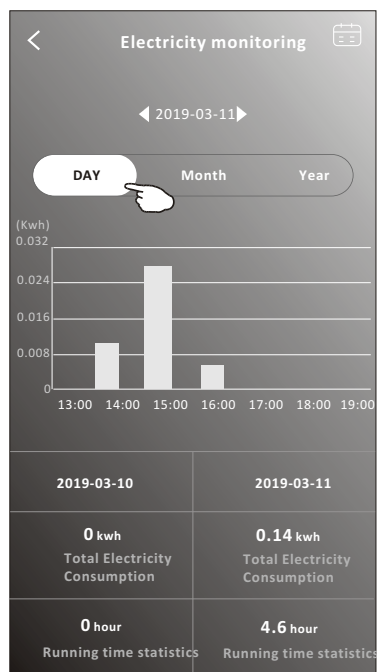 Electricity monitoring
2019-03-11
DAY Month Year
(Kwh)
0.032
0.024
0.016
0.008
0
13:00 14:00 15:00 16:00 17:00 18:00 19:00
2019-03-10 2019-03-11
0 kwh 0.14 kwh
Total Electricity Total Electricity
Consumption Consumption
0 hour 4.6 hour
Running time statistics Running time statistics